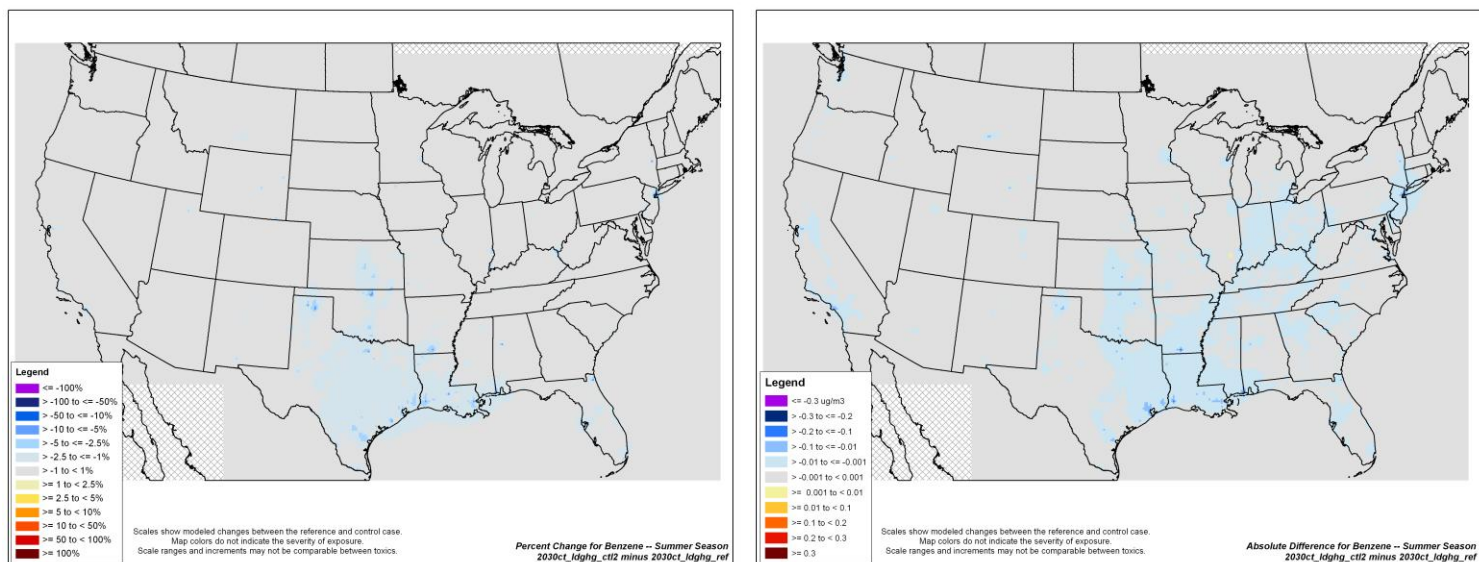 Legend
<= -100%
> -100 to <= -50%
> -50 to <= -10%
> -10 to <= -5%
> -5 to <= -2.5%
> -2.5 to <= -1%
> -1 to < 1%
>= 1 to < 2.5%
>= 2.5 to < 5%
>= 5 to < 10%
>= 10 to < 50%
>= 50 to < 100%
>= 100%
Scales show modeled changes between the reference and control case.
Map colors do not indicate the severity of exposure.
Scale ranges and increments may not be comparable between toxics.
Percent Change for Benzene -- Summer Season
2030ct_ldghg_ctl2 minus 2030ct_ldghg_ref
Legend
<= -0.3 ug/m3
> -0.3 to <= -0.2
> -0.2 to <= -0.1
> -0.1 to <= -0.01
> -0.01 to <= -0.001
> -0.001 to < 0.001
>= 0.001 to < 0.01
>= 0.01 to < 0.1
>= 0.1 to < 0.2
>= 0.2 to < 0.3
>= 0.3
Scales show modeled changes between the reference and control case.
Map colors do not indicate the severity of exposure.
Scale ranges and increments may not be comparable between toxics.
Absolute Difference for Benzene -- Summer Season
2030ct_ldghg_ctl2 minus 2030ct_ldghg_ref